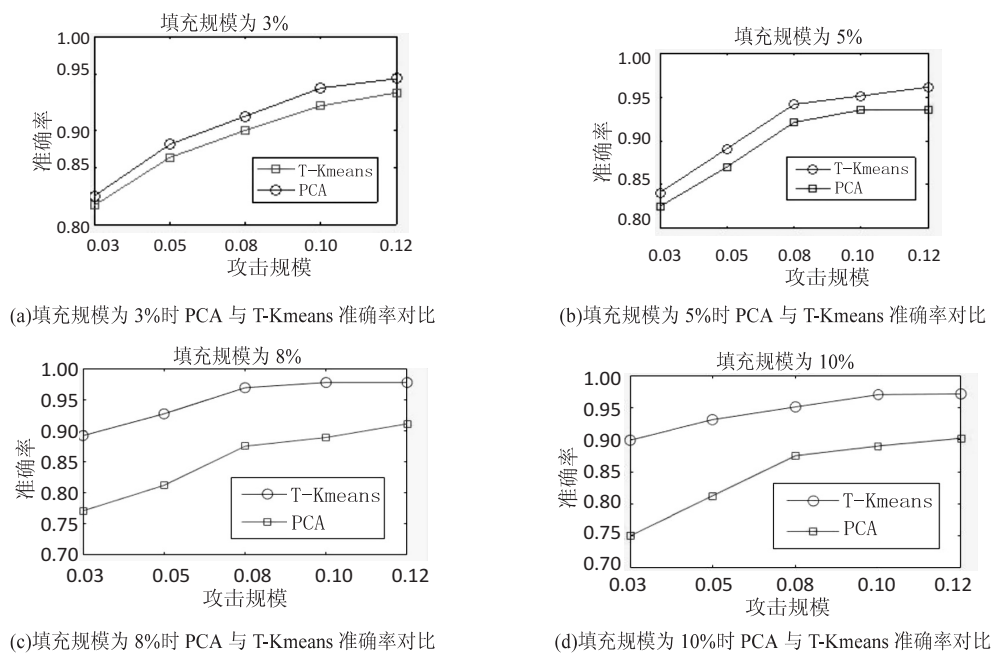 填充规模为 3%
1.00
0.95
0.90
0.85
0.80
准确率
T-Kmeans
PCA
0.03 0.05 0.08 0.10 0.12
攻击规模
(a)填充规模为 3%时 PCA 与 T-Kmeans 准确率对比
填充规模为 5%
1.00
0.95
0.90
0.85
0.80
准确率
T-Kmeans
PCA
0.03 0.05 0.08 0.10 0.12
攻击规模
(b)填充规模为 5%时 PCA 与 T-Kmeans 准确率对比
填充规模为 8%
1.00
0.95
0.90
0.85
0.80
0.75
0.70
准确率
T-Kmeans
PCA
0.03 0.05 0.08 0.10 0.12
攻击规模
(c)填充规模为 8%时 PCA 与 T-Kmeans 准确率对比
填充规模为 10%
1.00
0.95
0.90
0.85
0.80
0.75
0.70
准确率
T-Kmeans
PCA
0.03 0.05 0.08 0.10 0.12
攻击规模
(d)填充规模为 10%时 PCA 与 T-Kmeans 准确率对比